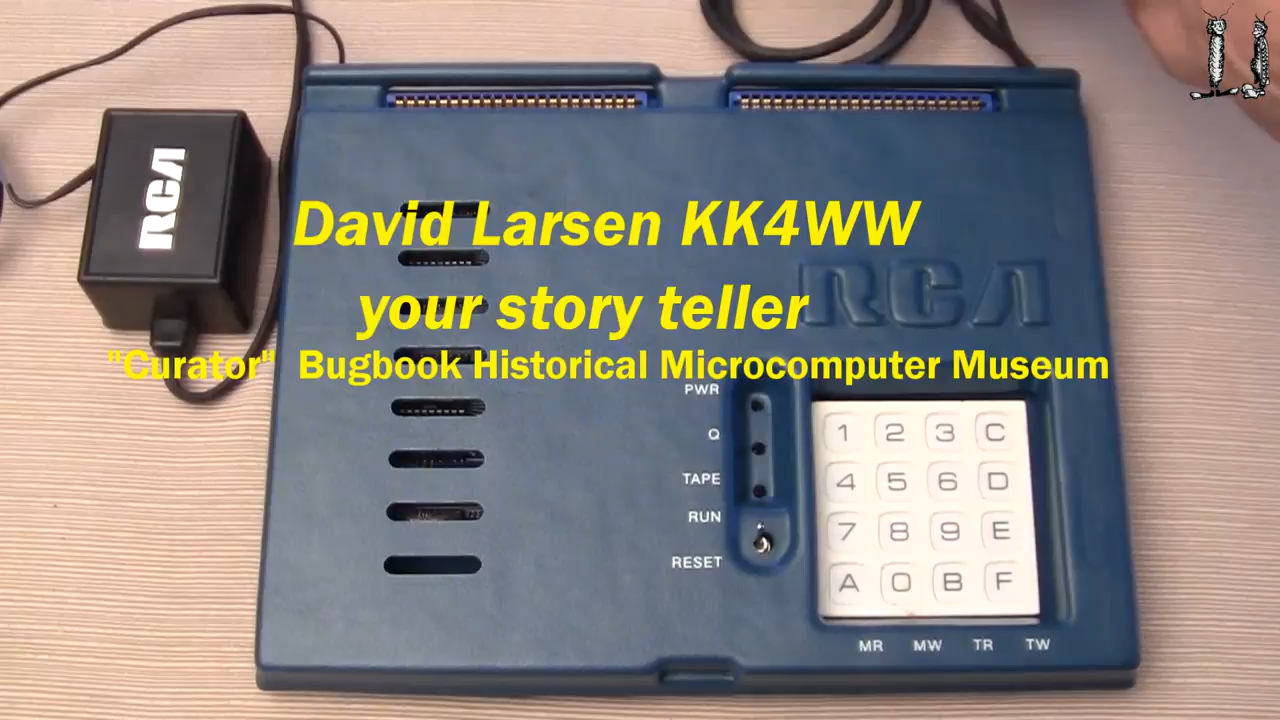 RCA
David Larsen KK4WW
your story teller
RCA
"Curator" Bugbook Historical Microcomputer Museum
PWR
Q
TAPE
RUN
RESET
1 2 3 C
4 5 6 D
7 8 9 E
A 0 B F
MR MW TR TW